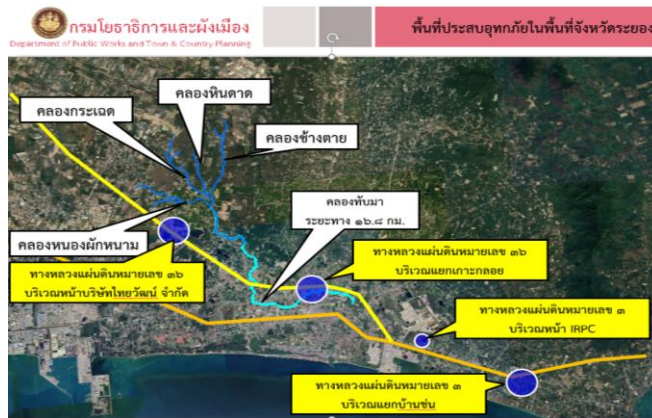 กรมโยธาธิการและผังเมือง
Department of Public Works and Town & Country Planning
พื้นที่ประสบอุทกภัยในพื้นที่จังหวัดระยอง
คลองหินดาด
คลองกระเฉด
คลองช้างตาย
คลองทับมา
ระยะทาง ๑๖.๘ กม.
คลองหนองผักหนาม
ทางหลวงแผ่นดินหมายเลข ๓๖
บริเวณหน้าบริษัทไทยวัฒน์ จำกัด
ทางหลวงแผ่นดินหมายเลข ๓๖
บริเวณแยกเกาะกลอย
ทางหลวงแผ่นดินหมายเลข ๓
บริเวณหน้า IRPC
ทางหลวงแผ่นดินหมายเลข ๓
บริเวณแยกบ้านช่น